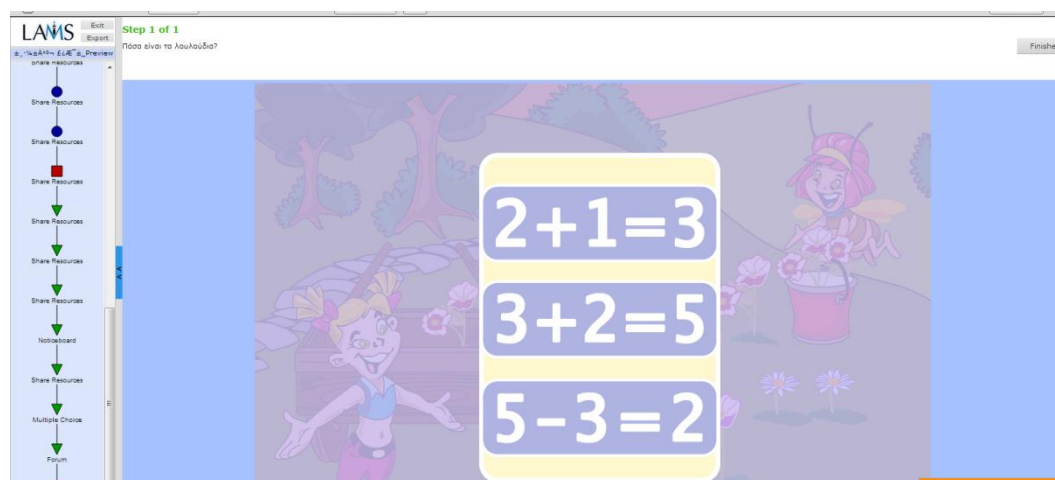 LAMS
Exit
Export
Preview
Share Resources
Share Resources
Share Resources
Share Resources
Share Resources
Share Resources
Share Resources
Noticeboard
Share Resources
Multiple Choice
Forum
Step 1 of 1
Πόσα είναι τα λουλούδια?
Finishe
2+1=3
3+2=5
5-3=2